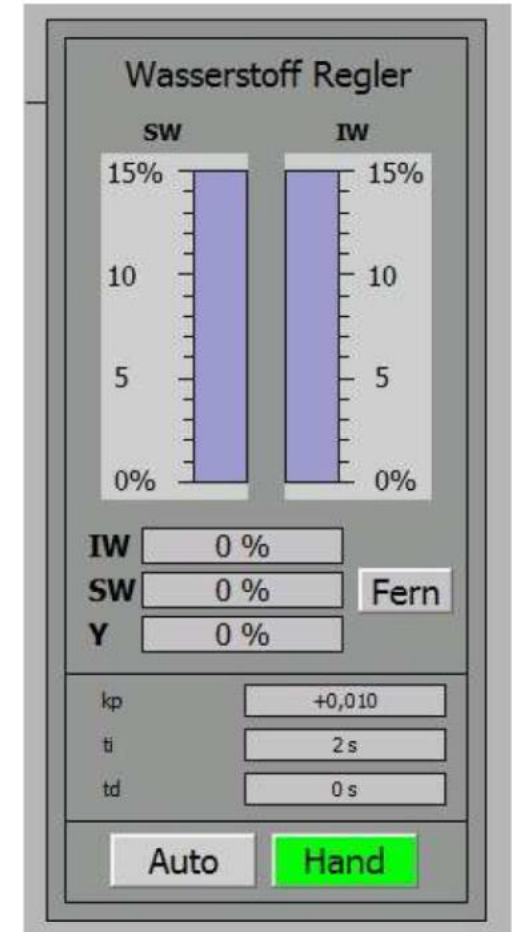 Wasserstoff Regler
SW IW
15% 15%
10 10
5 5
0% 0%
IW 0 %
SW 0 % Fern
Y 0 %
kp +0,010
ti 2 s
td 0 s
Auto Hand